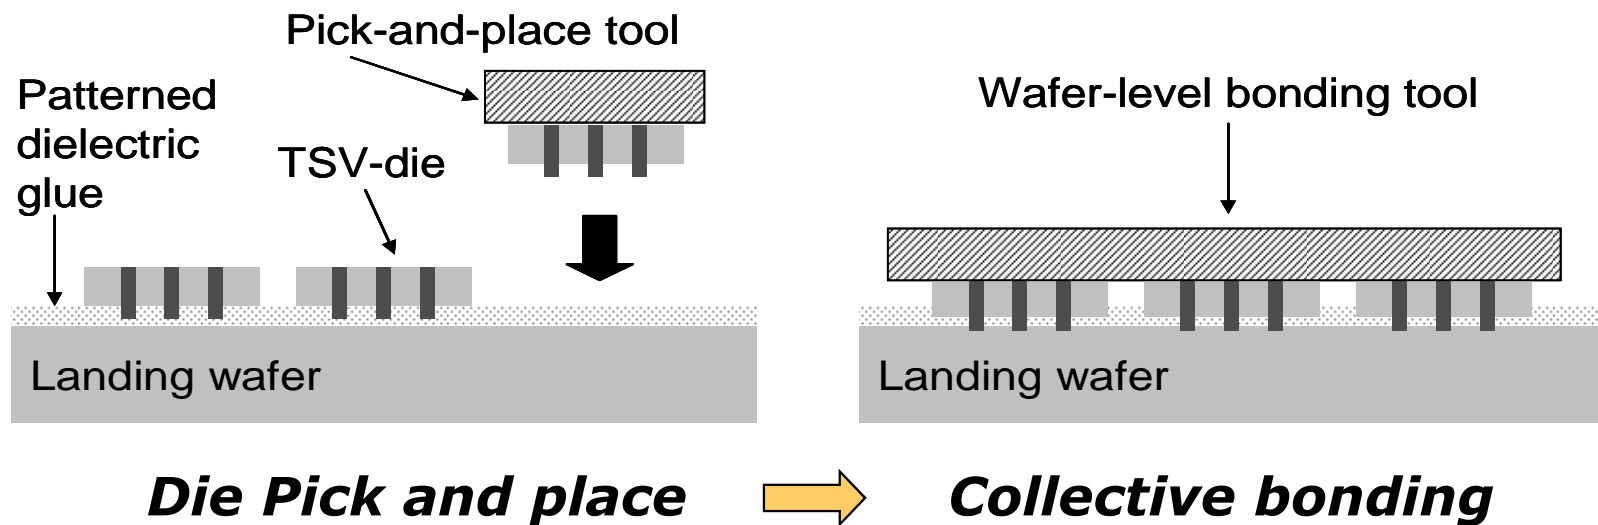 Pick-and-place tool
Patterned
dielectric
glue
TSV-die
Landing wafer
Die Pick and place
Wafer-level bonding tool
Landing wafer
Collective bonding